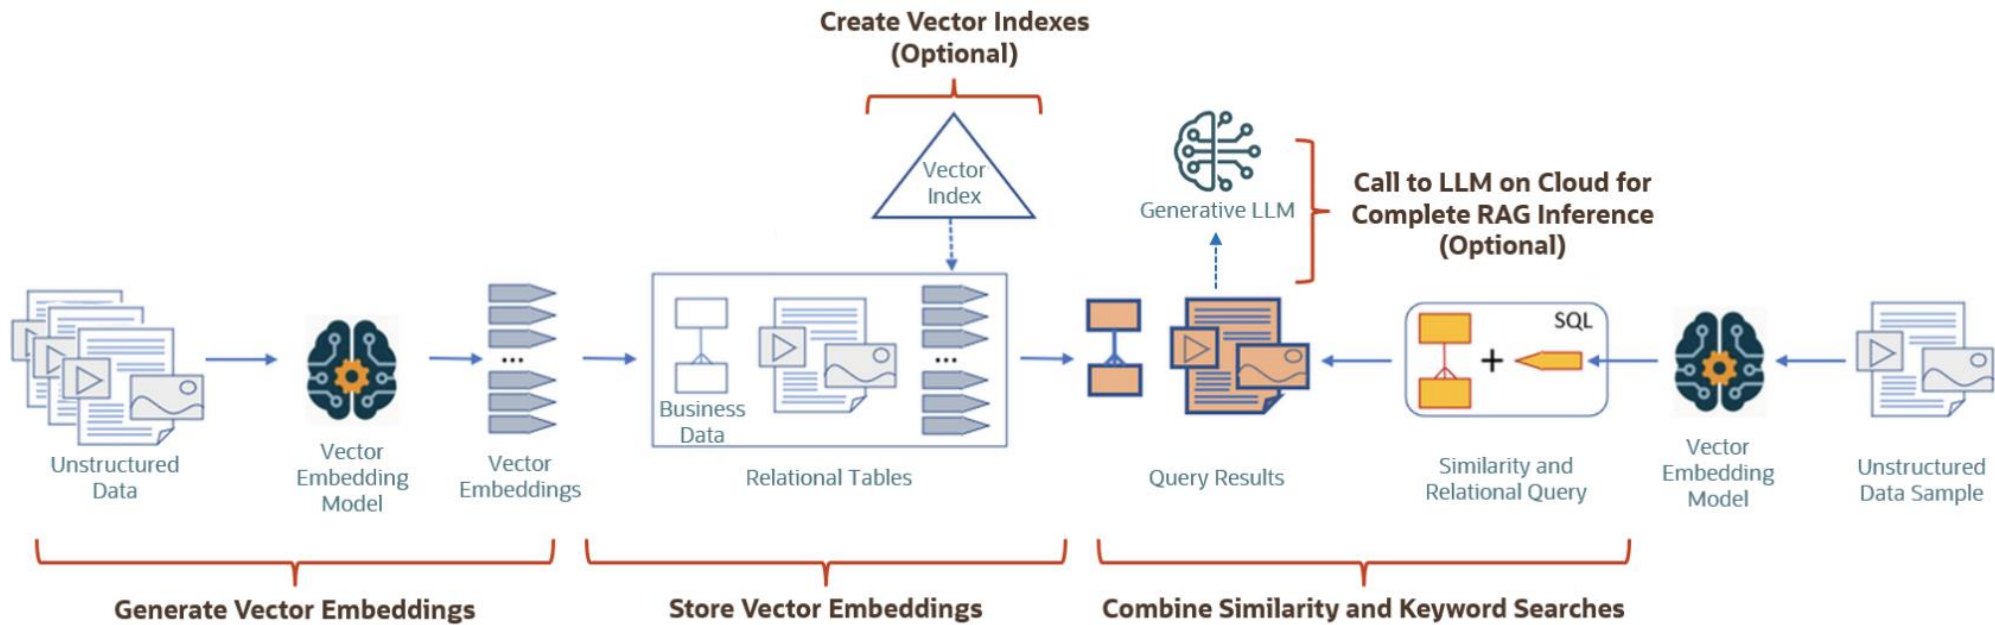 Create Vector Indexes
(Optional)
Vector
Index
Generative LLM
Call to LLM on Cloud for
Complete RAG Inference
(Optional)
Unstructured
Data
Vector
Embedding
Model
...
Vector
Embeddings
Business
Data
...
Relational Tables
Query Results
SQL
+
Similarity and
Relational Query
Vector
Embedding
Model
Unstructured
Data Sample
Generate Vector Embeddings
Store Vector Embeddings
Combine Similarity and Keyword Searches